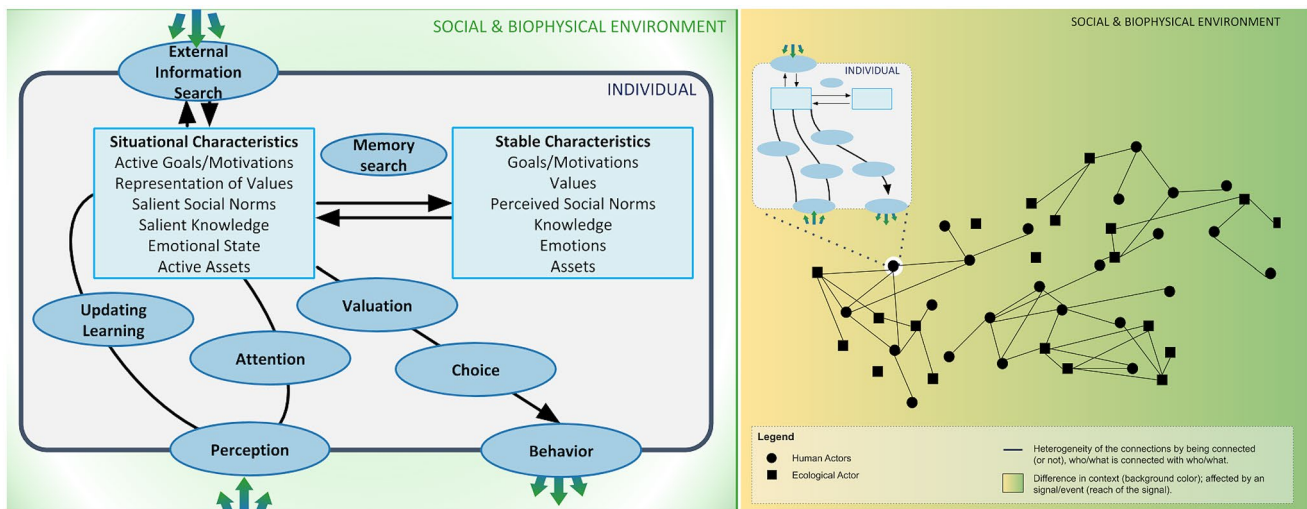 SOCIAL & BIOPHYSICAL ENVIRONMENT
External
Information
Search
INDIVIDUAL
Situational Characteristics
Active Goals/Motivations
Representation of Values
Salient Social Norms
Salient Knowledge
Emotional State
Active Assets
Memory
search
Stable Characteristics
Goals/Motivations
Values
Perceived Social Norms
Knowledge
Emotions
Assets
Updating
Learning
Valuation
Attention
Choice
Perception
Behavior
SOCIAL & BIOPHYSICAL ENVIRONMENT
INDIVIDUAL
Legend
Human Actors
Ecological Actor
Heterogeneity of the connections by being connected
(or not), who/what is connected with who/what.
Difference in context (background color); affected by an
signal/event (reach of the signal).